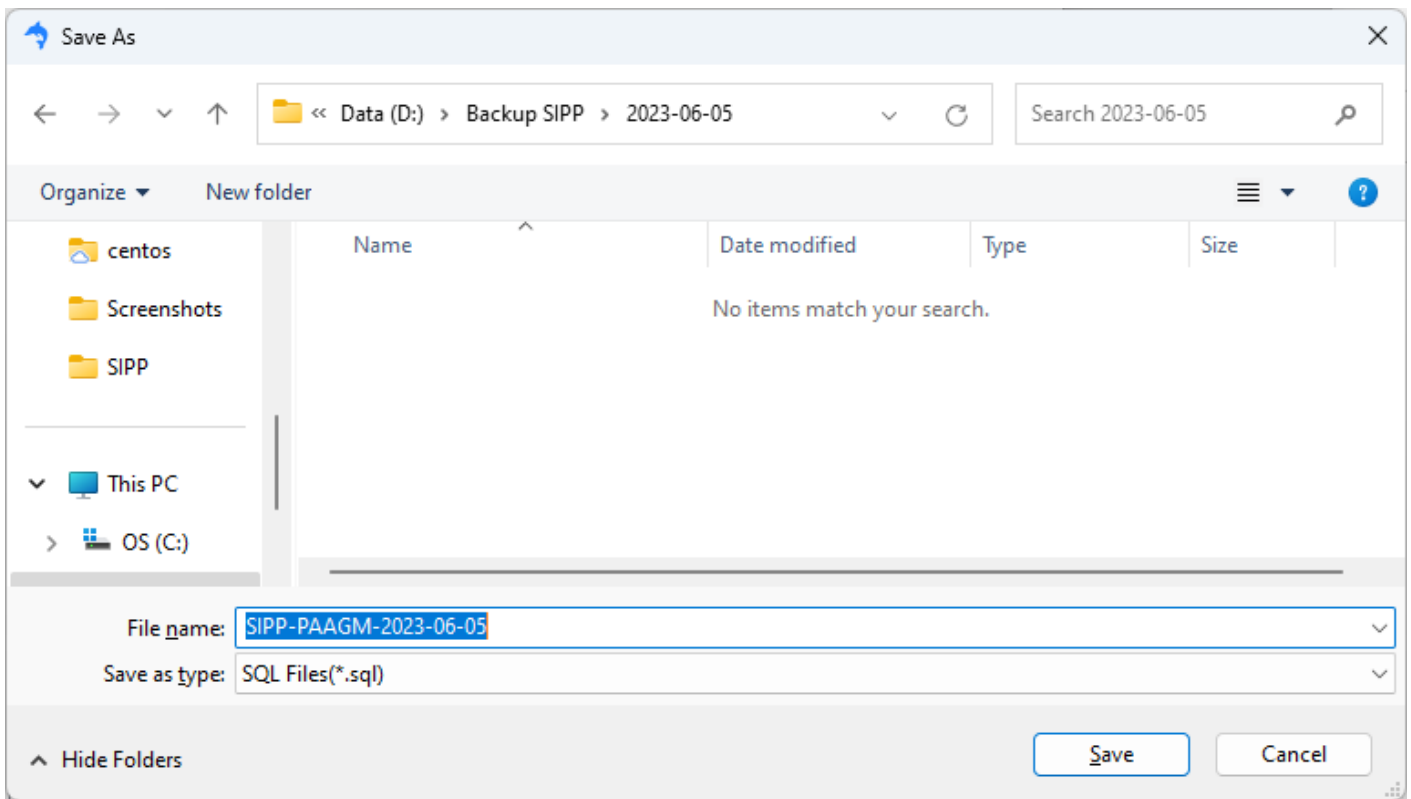 Save As
« Data (D:) > Backup SIPP > 2023-06-05
Search 2023-06-05
Organize
New folder
?
Name
Date modified
Type
Size
centos
Screenshots
SIPP
No items match your search.
This PC
OS (C:)
File name: SIPP-PAAGM-2023-06-05
Save as type: SQL Files(*.sql)
Hide Folders
Save
Cancel